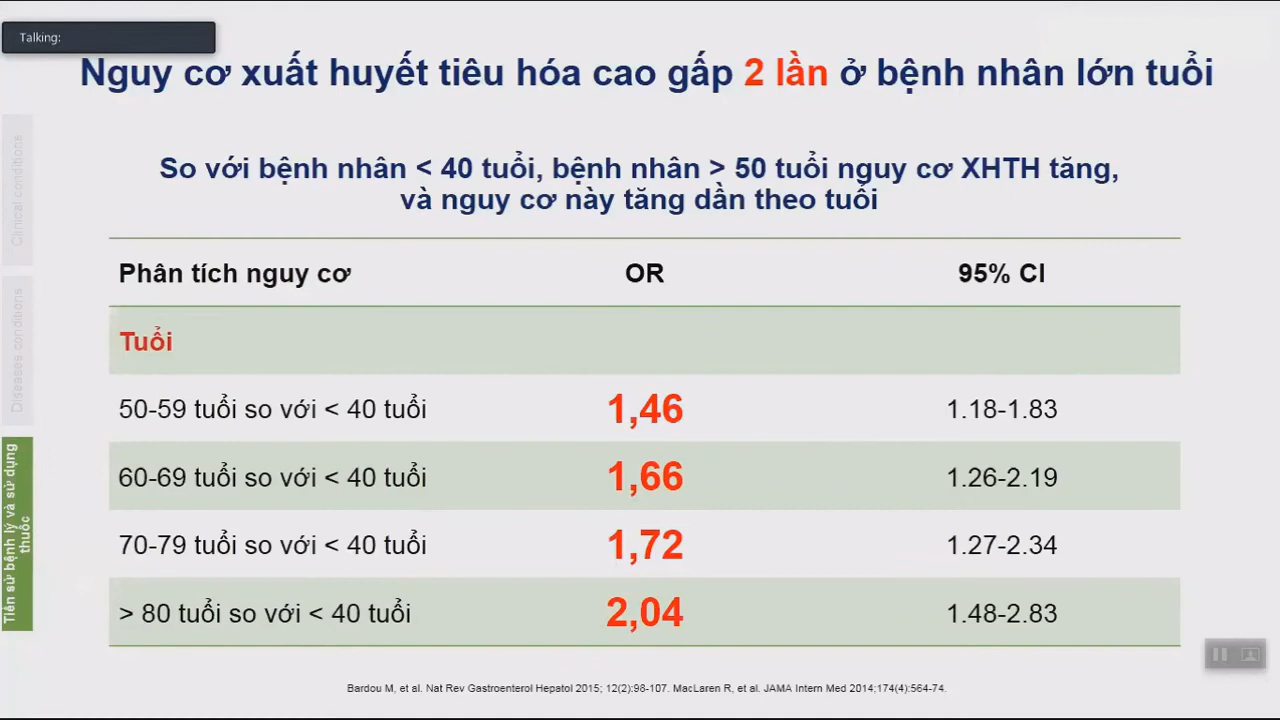 Talking:
Nguy cơ xuất huyết tiêu hóa cao gấp 2 lần ở bệnh nhân lớn tuổi
So với bệnh nhân < 40 tuổi, bệnh nhân > 50 tuổi nguy cơ XHTH tăng,
và nguy cơ này tăng dần theo tuổi
Clinical conditions
Diseases conditions
Tiền sử bệnh lý và sử dụng
thuốc
Phân tích nguy cơ OR 95% CI
Tuổi
50-59 tuổi so với < 40 tuổi 1,46 1.18-1.83
60-69 tuổi so với < 40 tuổi 1,66 1.26-2.19
70-79 tuổi so với < 40 tuổi 1,72 1.27-2.34
> 80 tuổi so với < 40 tuổi 2,04 1.48-2.83
Bardou M, et al. Nat Rev Gastroenterol Hepatol 2015; 12(2):98-107. MacLaren R, et al. JAMA Intern Med 2014;174(4):564-74.